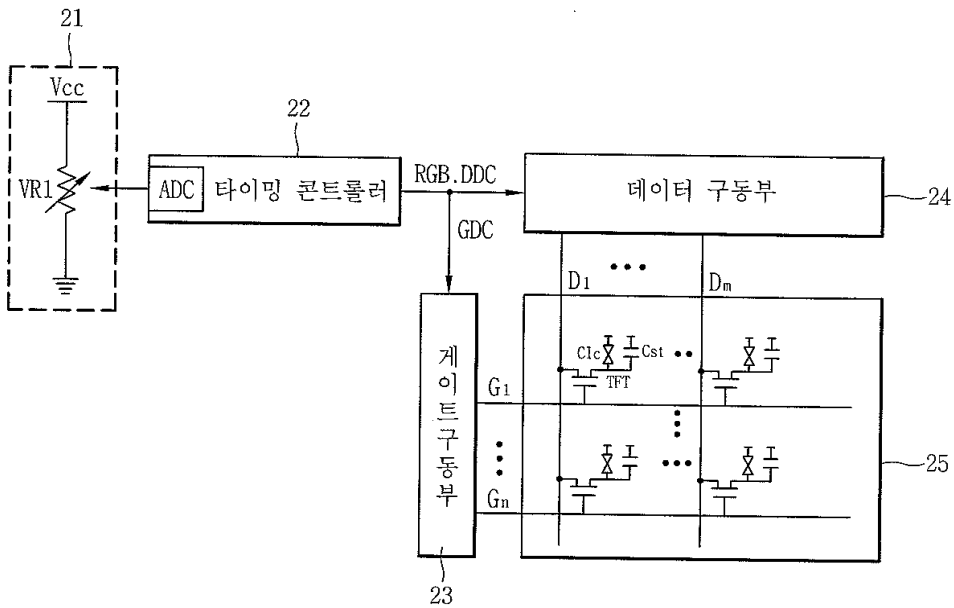 21
Vcc
VR1
22
ADC 타이밍 콘트롤러
RGB.DDC
GDC
데이터 구동부
24
D1 Dm
게이트구동부
23
Clc Cst
TFT
G1
Gn
25